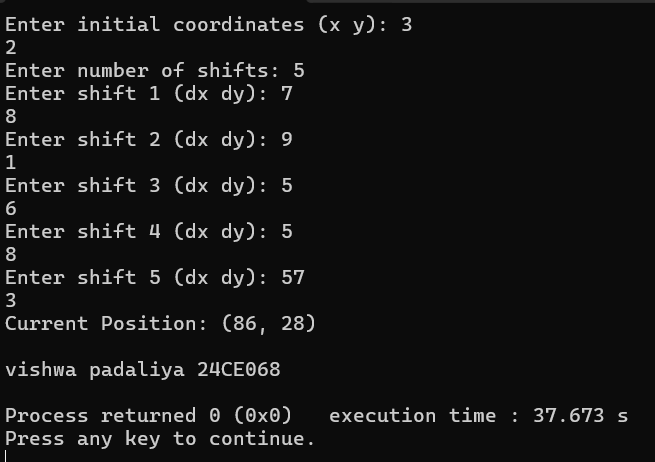 Enter initial coordinates (x y): 3
2
Enter number of shifts: 5
Enter shift 1 (dx dy): 7
8
Enter shift 2 (dx dy): 9
1
Enter shift 3 (dx dy): 5
6
Enter shift 4 (dx dy): 5
8
Enter shift 5 (dx dy): 57
3
Current Position: (86, 28)
vishwa padaliya 24CE068
Process returned 0 (0x0)   execution time : 37.673 s
Press any key to continue.